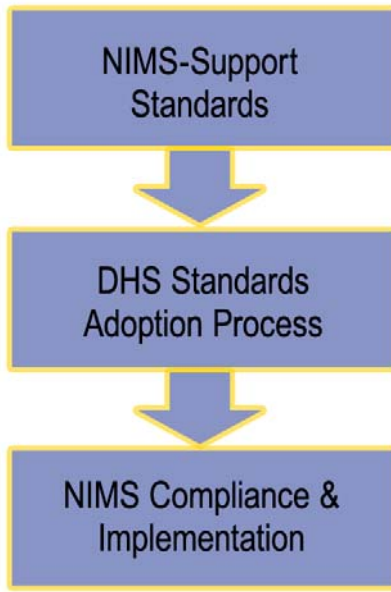 NIMS-Support
Standards
DHS Standards
Adoption Process
NIMS Compliance &
Implementation